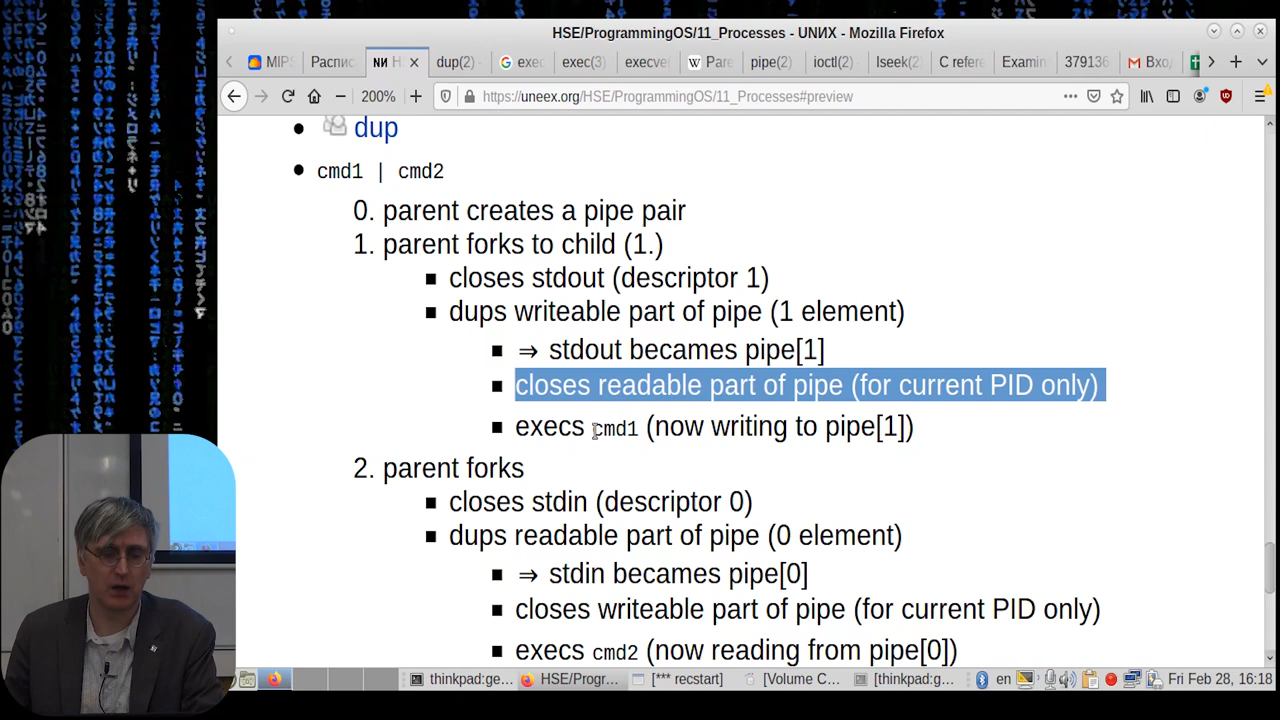 HSE/ProgrammingOS/11_Processes - UNИX - Mozilla Firefox
MIP
Распис
NИ H
dup(2) -
exec
exec(3)
execve
Pare
pipe(2)
ioctl(2)
lseek(2
C refere
Examin
379136
Вхо
200%
https://uneex.org/HSE/ProgrammingOS/11_Processes#preview
dup
cmd1 | cmd2
0. parent creates a pipe pair
1. parent forks to child (1.)
closes stdout (descriptor 1)
dups writeable part of pipe (1 element)
⇒ stdout becames pipe[1]
closes readable part of pipe (for current PID only)
execs cmd1 (now writing to pipe[1])
2. parent forks
closes stdin (descriptor 0)
dups readable part of pipe (0 element)
⇒ stdin becames pipe[0]
closes writeable part of pipe (for current PID only)
execs cmd2 (now reading from pipe[0])
thinkpad:ge...
HSE/Progr...
[*** recstart]
[Volume C...
[thinkpad:g...
en
Fri Feb 28, 16:18